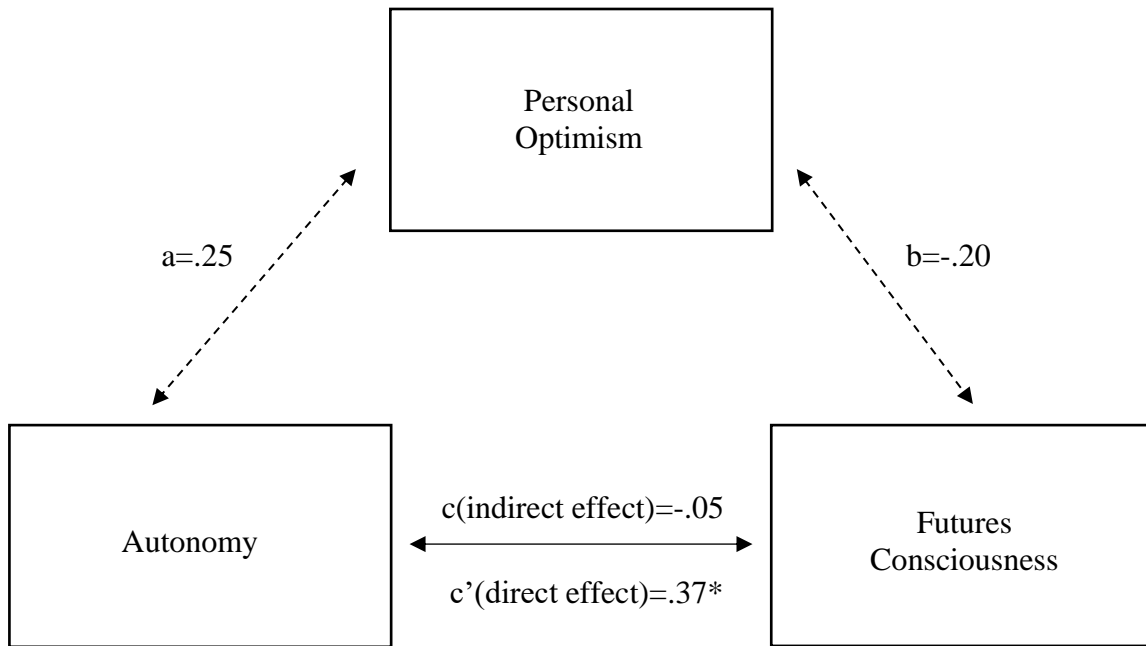 Personal
Optimism
a=.25
b=-.20
Autonomy
c(indirect effect)=-.05
c’(direct effect)=.37*
Futures
Consciousness